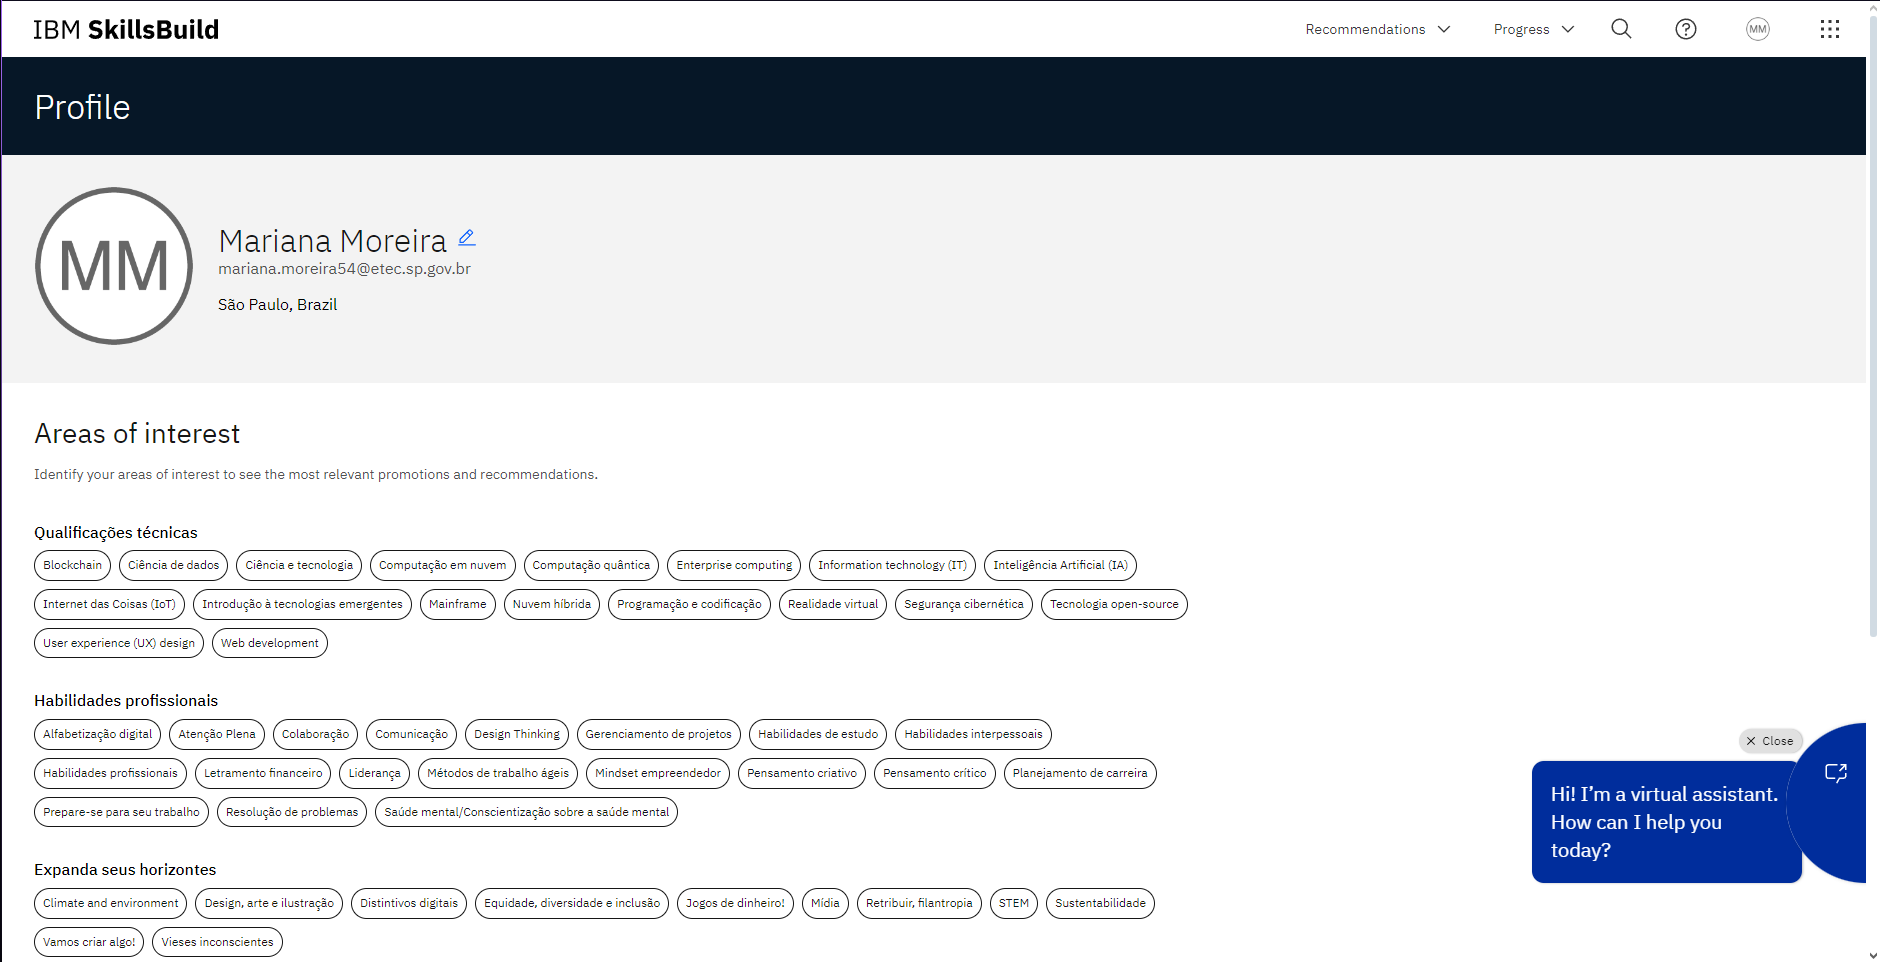 IBM SkillsBuild
Recommendations
Progress
MM
Profile
MM
Mariana Moreira
mariana.moreira54@etec.sp.gov.br
São Paulo, Brazil
Areas of interest
Identify your areas of interest to see the most relevant promotions and recommendations.
Qualificações técnicas
Blockchain Ciência de dados Ciência e tecnologia Computação em nuvem Computação quântica Enterprise computing Information technology (IT) Inteligência Artificial (IA)
Internet das Coisas (IoT) Introdução à tecnologias emergentes Mainframe Nuvem híbrida Programação e codificação Realidade virtual Segurança cibernética Tecnologia open-source
User experience (UX) design Web development
Habilidades profissionais
Alfabetização digital Atenção Plena Colaboração Comunicação Design Thinking Gerenciamento de projetos Habilidades de estudo Habilidades interpessoais
Habilidades profissionais Letramento financeiro Liderança Métodos de trabalho ágeis Mindset empreendedor Pensamento criativo Pensamento crítico Planejamento de carreira
Prepare-se para seu trabalho Resolução de problemas Saúde mental/Conscientização sobre a saúde mental
Expanda seus horizontes
Climate and environment Design, arte e ilustração Distintivos digitais Equidade, diversidade e inclusão Jogos de dinheiro! Mídia Retribuir, filantropia STEM Sustentabilidade
Vamos criar algo! Vieses inconscientes
Close
Hi! I'm a virtual assistant.
How can I help you
today?